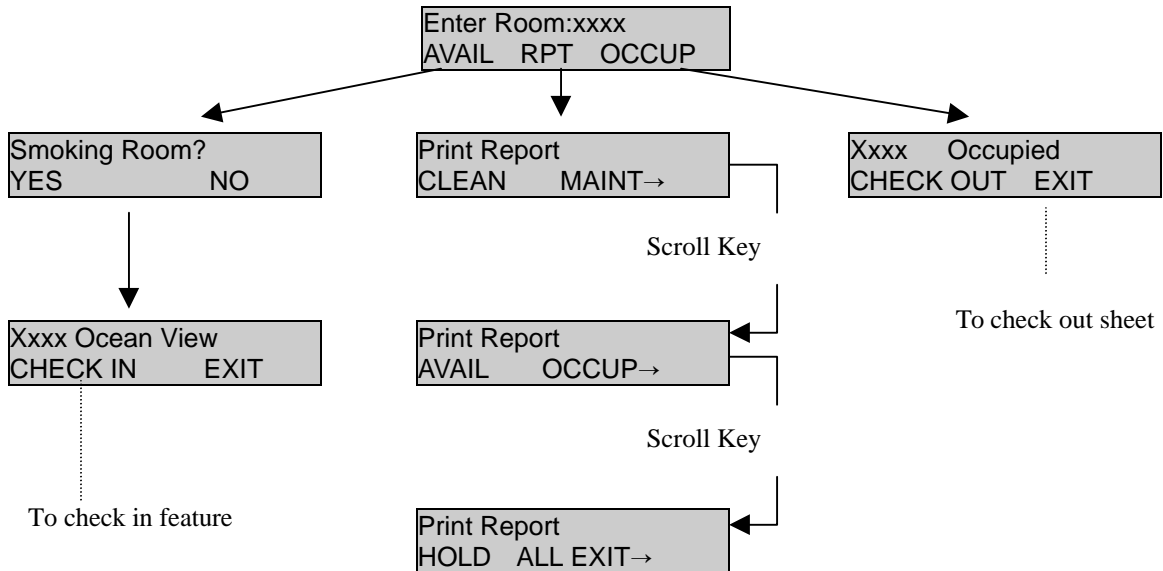 Enter Room:xxxx
AVAIL RPT OCCUP
Smoking Room?
YES NO
Print Report
CLEAN MAINT→
Xxxx Occupied
CHECK OUT EXIT
Scroll Key
To check out sheet
Xxxx Ocean View
CHECK IN EXIT
Print Report
AVAIL OCCUP→
Scroll Key
To check in feature
Print Report
HOLD ALL EXIT→